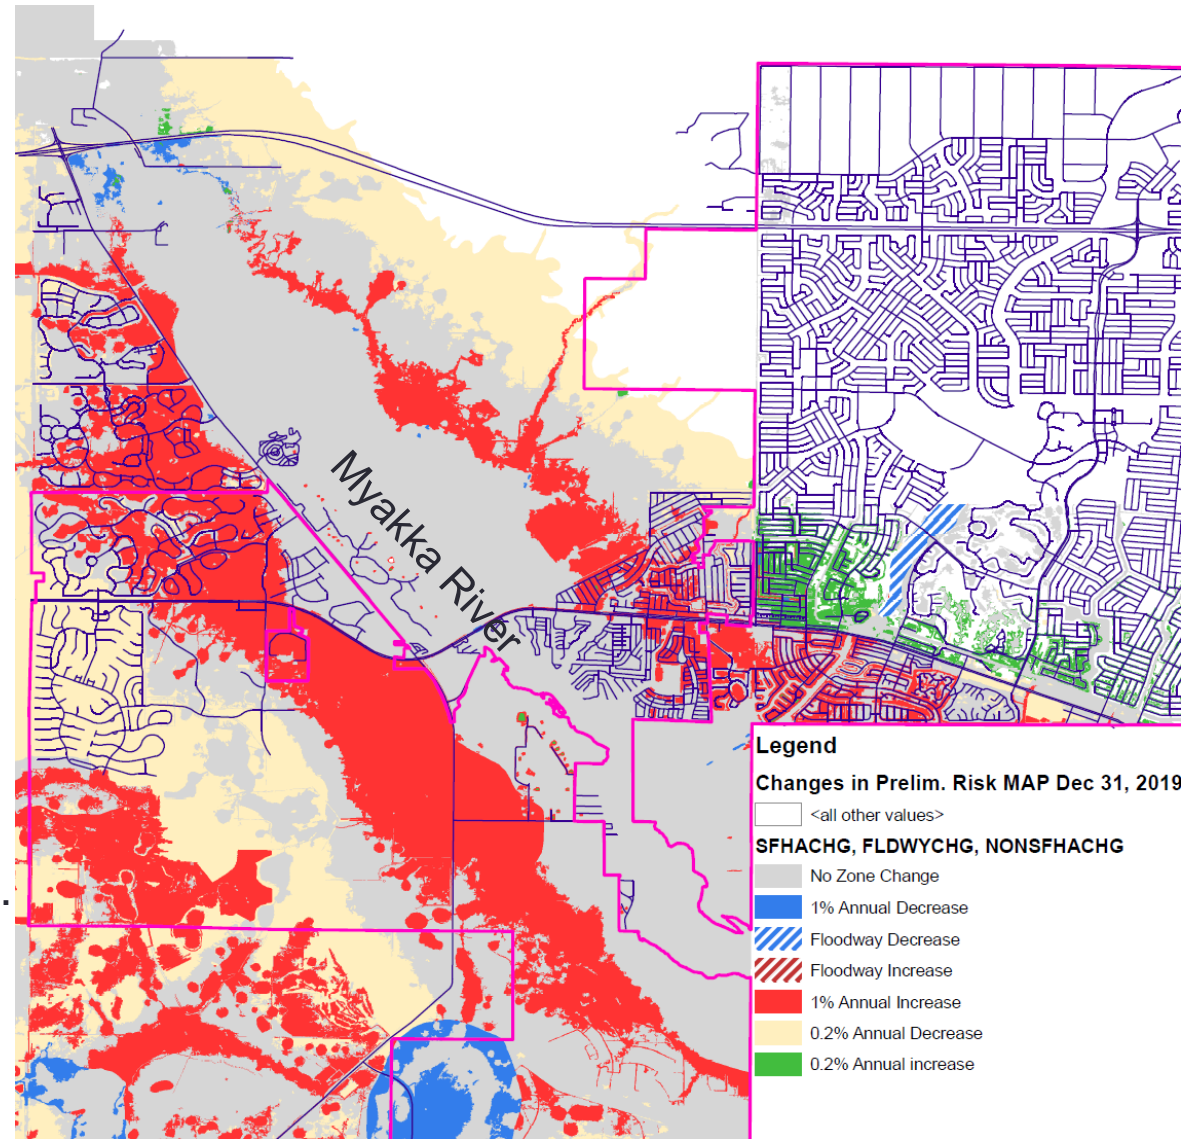 Myakka River
Legend
Changes in Prelim. Risk MAP Dec 31, 2019
<all other values>
SFHACHG, FLDWYCHG, NONSFHACHG
No Zone Change
1% Annual Decrease
Floodway Decrease
Floodway Increase
1% Annual Increase
0.2% Annual Decrease
0.2% Annual increase
.